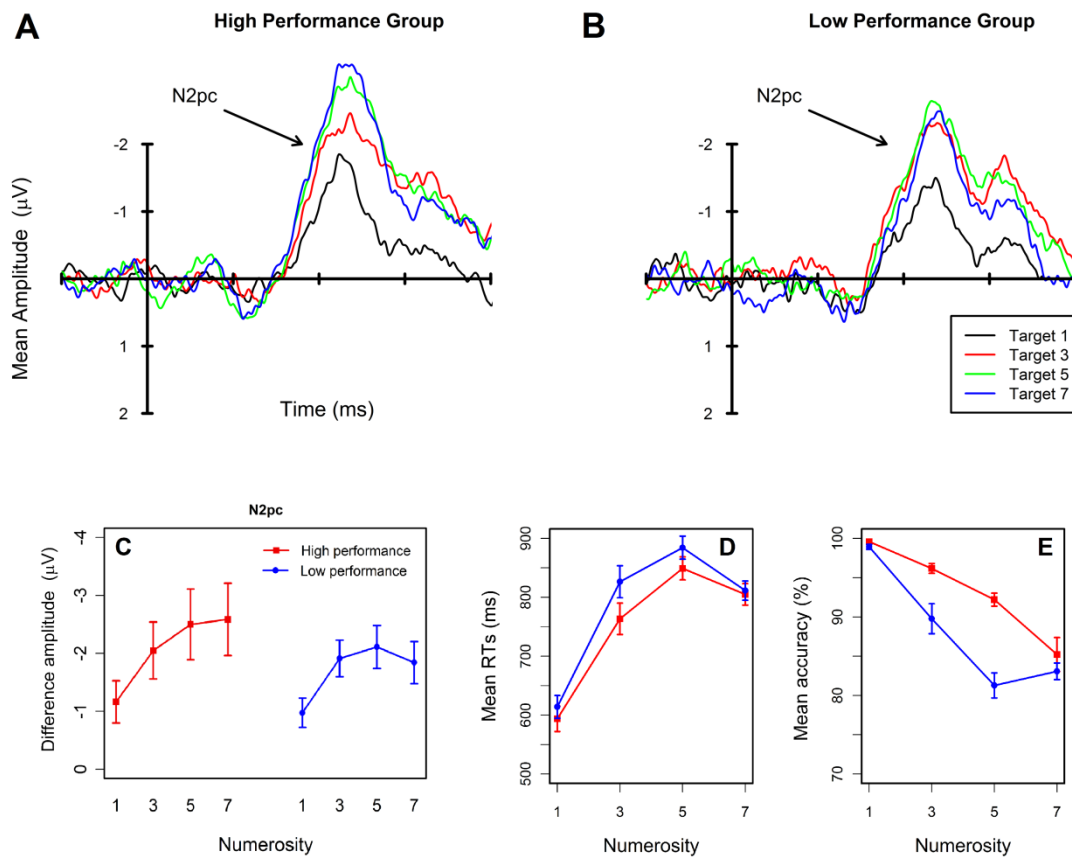 A
High Performance Group
B
Low Performance Group
N2pc
N2pc
Mean Amplitude (µV)
-2
-1
1
2
Time (ms)
-2
-1
1
2
Target 1
Target 3
Target 5
Target 7
N2pc
C
High performance
Low performance
Difference amplitude (µV)
-4
-3
-2
-1
0
1 3 5 7 1 3 5 7
Numerosity
D
Mean RTs (ms)
900
800
700
600
500
1 3 5 7
Numerosity
E
Mean accuracy (%)
100
90
80
70
1 3 5 7
Numerosity